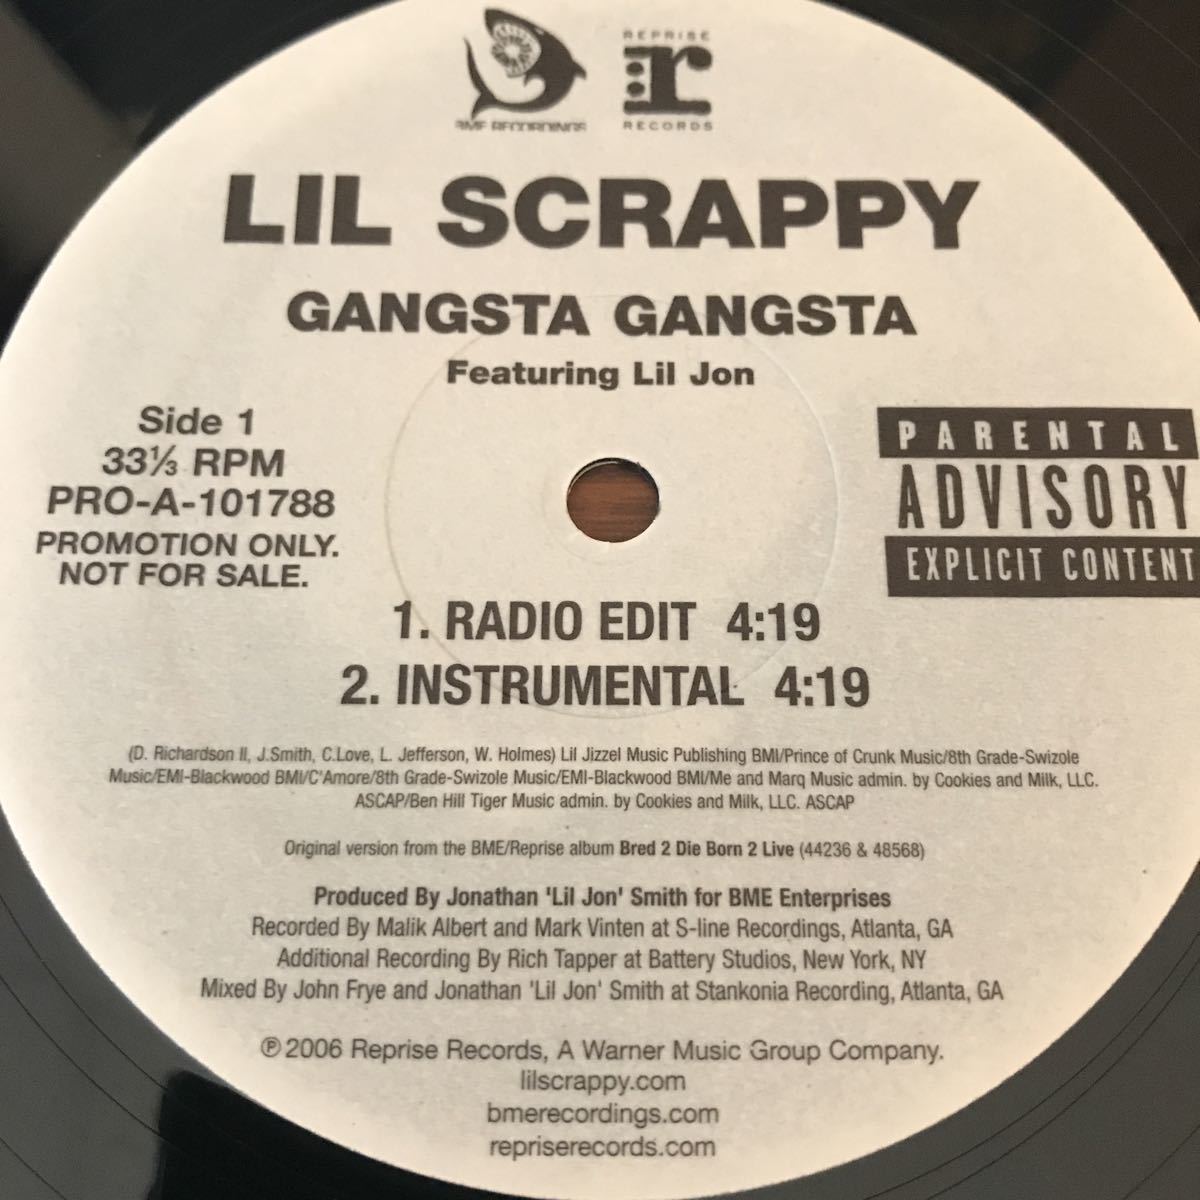 BME RECORDINGS
REPRISE
r
RECORDS
LIL SCRAPPY
GANGSTA GANGSTA
Featuring Lil Jon
Side 1
33⅓ RPM
PRO-A-101788
PROMOTION ONLY.
NOT FOR SALE.
PARENTAL
ADVISORY
EXPLICIT CONTENT
1. RADIO EDIT 4:19
2. INSTRUMENTAL 4:19
(D. Richardson II, J.Smith, C.Love, L. Jefferson, W. Holmes) Lil Jizzel Music Publishing BMI/Prince of Crunk Music/8th Grade-Swizole
Music/EMI-Blackwood BMI/C'Amore/8th Grade-Swizole Music/EMI-Blackwood BMI/Me and Marq Music admin. by Cookies and Milk, LLC.
ASCAP/Ben Hill Tiger Music admin. by Cookies and Milk, LLC. ASCAP
Original version from the BME/Reprise album Bred 2 Die Born 2 Live (44236 & 48568)
Produced By Jonathan 'Lil Jon' Smith for BME Enterprises
Recorded By Malik Albert and Mark Vinten at S-line Recordings, Atlanta, GA
Additional Recording By Rich Tapper at Battery Studios, New York, NY
Mixed By John Frye and Jonathan 'Lil Jon' Smith at Stankonia Recording, Atlanta, GA
℗ 2006 Reprise Records, A Warner Music Group Company.
lilscrappy.com
bmerecordings.com
repriserecords.com